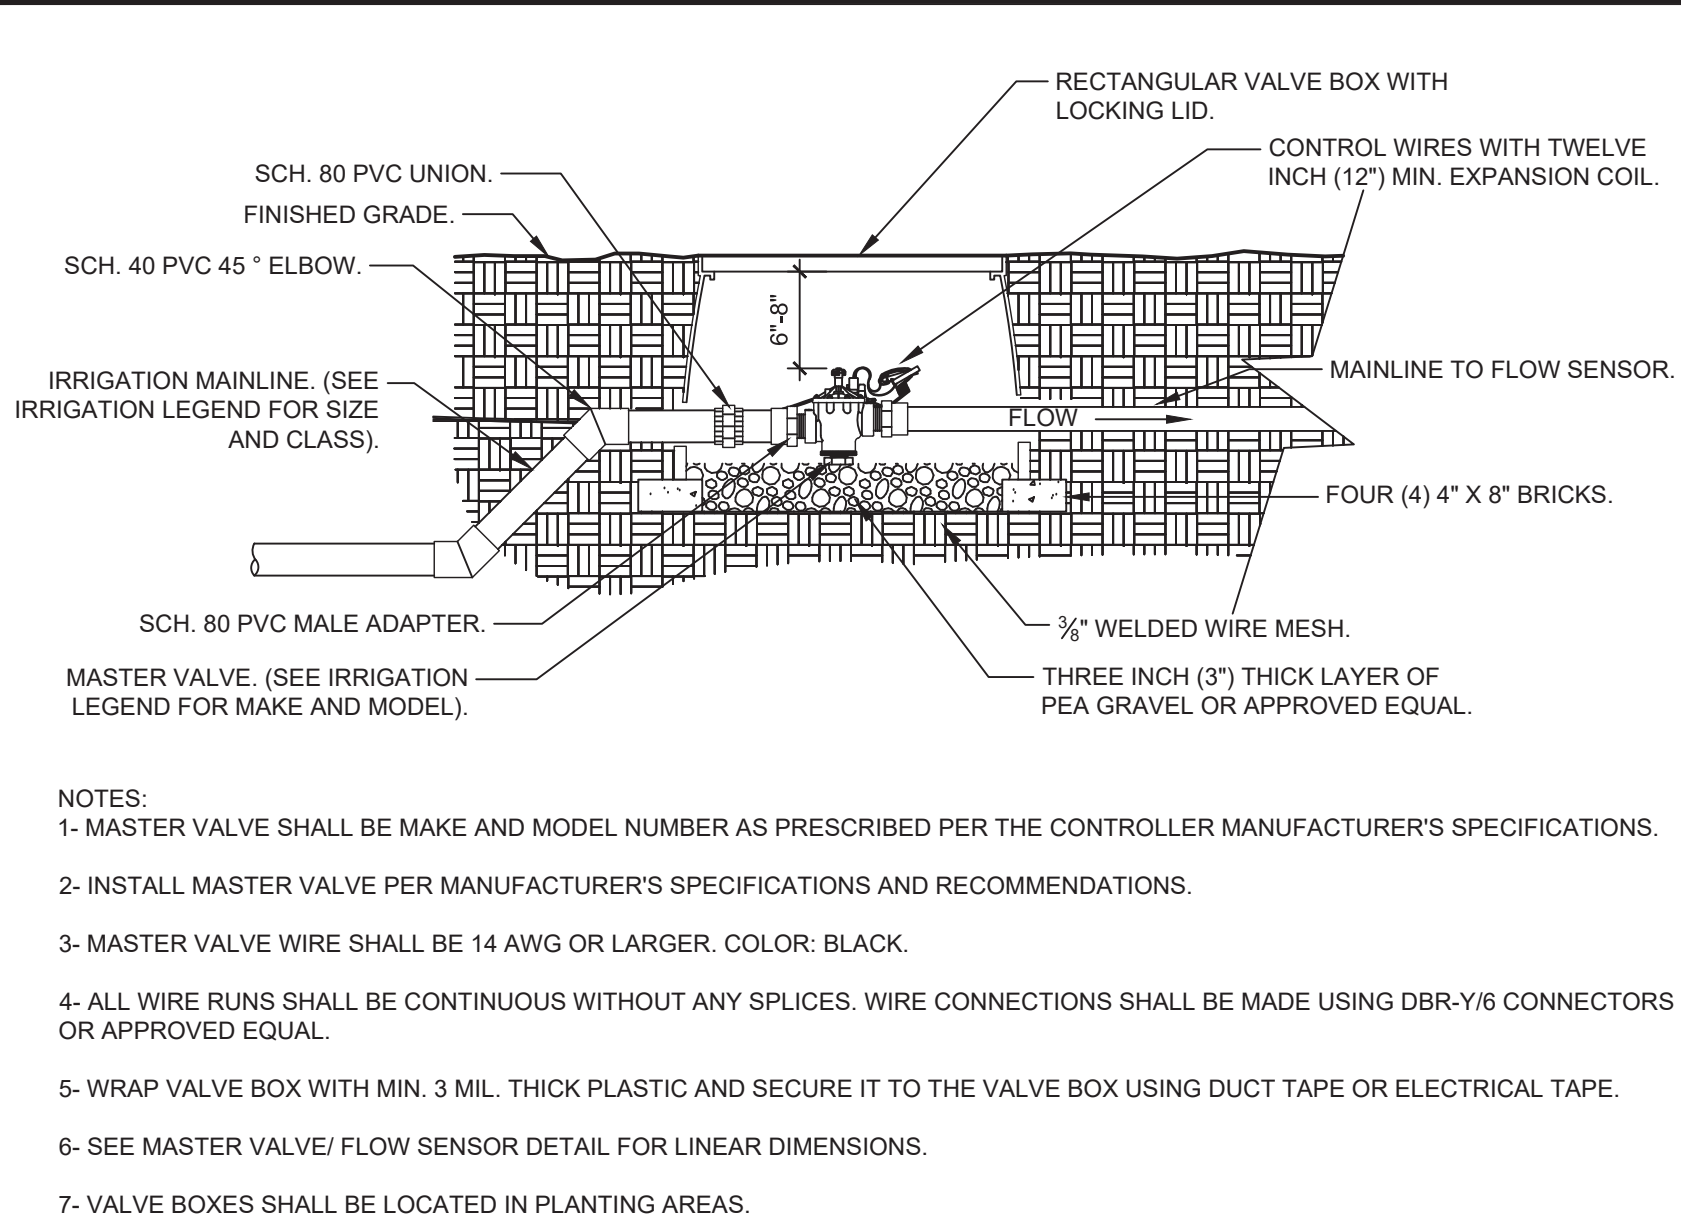 RECTANGULAR VALVE BOX WITH
LOCKING LID.
CONTROL WIRES WITH TWELVE
INCH (12") MIN. EXPANSION COIL.
SCH. 80 PVC UNION.
FINISHED GRADE.
SCH. 40 PVC 45 ° ELBOW.
6"-8"
IRRIGATION MAINLINE. (SEE
IRRIGATION LEGEND FOR SIZE
AND CLASS).
MAINLINE TO FLOW SENSOR.
FLOW
FOUR (4) 4" X 8" BRICKS.
SCH. 80 PVC MALE ADAPTER.
3/8" WELDED WIRE MESH.
MASTER VALVE. (SEE IRRIGATION
LEGEND FOR MAKE AND MODEL).
THREE INCH (3") THICK LAYER OF
PEA GRAVEL OR APPROVED EQUAL.
NOTES:
1- MASTER VALVE SHALL BE MAKE AND MODEL NUMBER AS PRESCRIBED PER THE CONTROLLER MANUFACTURER'S SPECIFICATIONS.
2- INSTALL MASTER VALVE PER MANUFACTURER'S SPECIFICATIONS AND RECOMMENDATIONS.
3- MASTER VALVE WIRE SHALL BE 14 AWG OR LARGER. COLOR: BLACK.
4- ALL WIRE RUNS SHALL BE CONTINUOUS WITHOUT ANY SPLICES. WIRE CONNECTIONS SHALL BE MADE USING DBR-Y/6 CONNECTORS
OR APPROVED EQUAL.
5- WRAP VALVE BOX WITH MIN. 3 MIL. THICK PLASTIC AND SECURE IT TO THE VALVE BOX USING DUCT TAPE OR ELECTRICAL TAPE.
6- SEE MASTER VALVE/ FLOW SENSOR DETAIL FOR LINEAR DIMENSIONS.
7- VALVE BOXES SHALL BE LOCATED IN PLANTING AREAS.